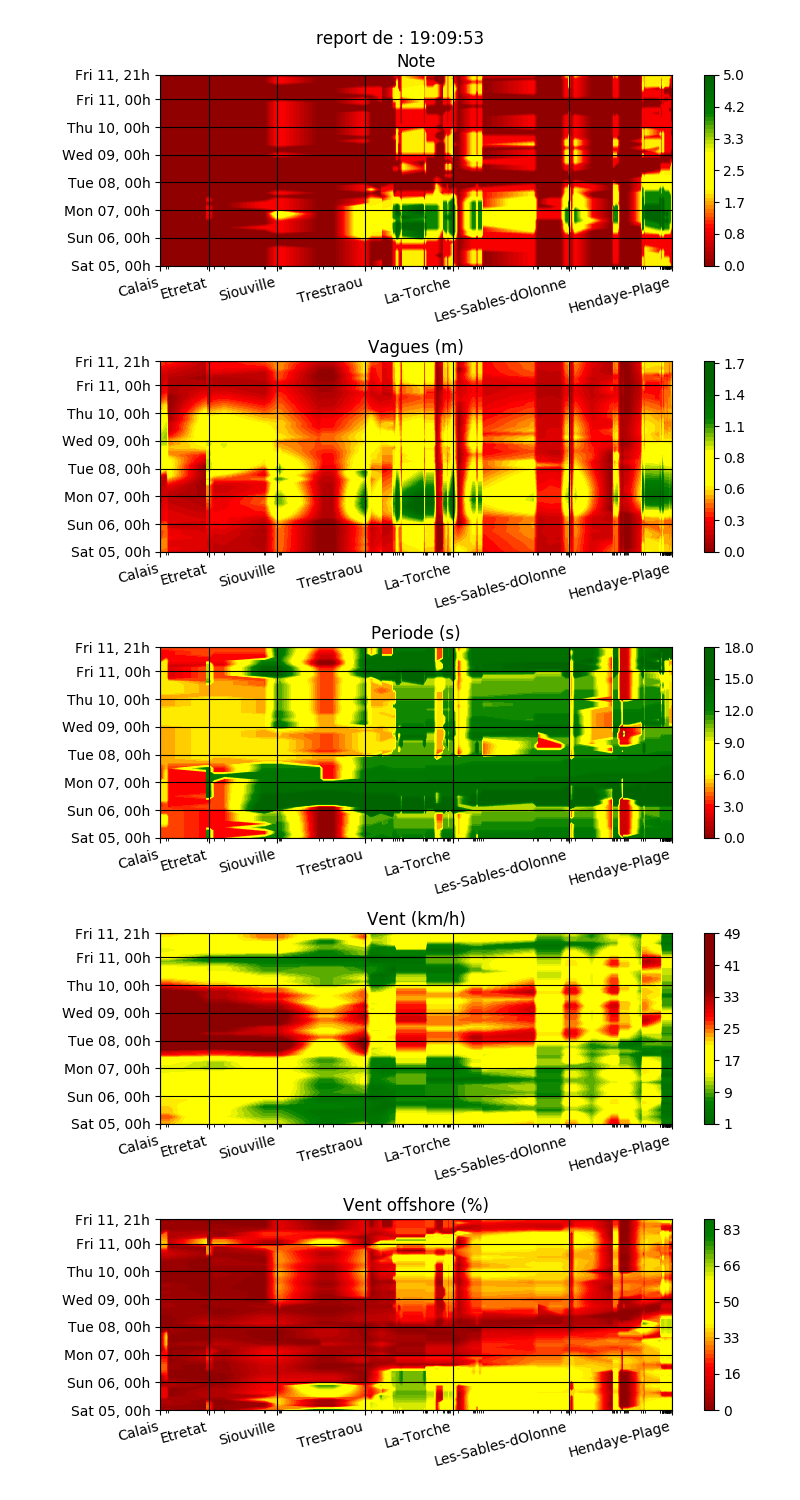 report de : 19:09:53
Note
Fri 11, 21h
Fri 11, 00h
Thu 10, 00h
Wed 09, 00h
Tue 08, 00h
Mon 07, 00h
Sun 06, 00h
Sat 05, 00h
Calais Etretat Siouville Trestraou La-Torche Les-Sables-dOlonne Hendaye-Plage
5.0
4.2
3.3
2.5
1.7
0.8
0.0
Vagues (m)
Fri 11, 21h
Fri 11, 00h
Thu 10, 00h
Wed 09, 00h
Tue 08, 00h
Mon 07, 00h
Sun 06, 00h
Sat 05, 00h
Calais Etretat Siouville Trestraou La-Torche Les-Sables-dOlonne Hendaye-Plage
1.7
1.4
1.1
0.8
0.6
0.3
0.0
Periode (s)
Fri 11, 21h
Fri 11, 00h
Thu 10, 00h
Wed 09, 00h
Tue 08, 00h
Mon 07, 00h
Sun 06, 00h
Sat 05, 00h
Calais Etretat Siouville Trestraou La-Torche Les-Sables-dOlonne Hendaye-Plage
18.0
15.0
12.0
9.0
6.0
3.0
0.0
Vent (km/h)
Fri 11, 21h
Fri 11, 00h
Thu 10, 00h
Wed 09, 00h
Tue 08, 00h
Mon 07, 00h
Sun 06, 00h
Sat 05, 00h
Calais Etretat Siouville Trestraou La-Torche Les-Sables-dOlonne Hendaye-Plage
49
41
33
25
17
9
1
Vent offshore (%)
Fri 11, 21h
Fri 11, 00h
Thu 10, 00h
Wed 09, 00h
Tue 08, 00h
Mon 07, 00h
Sun 06, 00h
Sat 05, 00h
Calais Etretat Siouville Trestraou La-Torche Les-Sables-dOlonne Hendaye-Plage
83
66
50
33
16
0